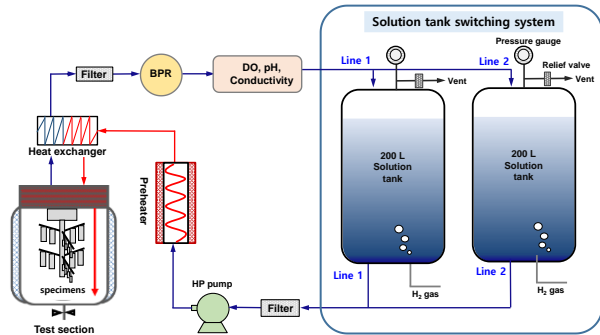 Solution tank switching system
Pressure gauge
Line 1
Line 2
Relief valve
Vent
Vent
Filter
BPR
DO, pH,
Conductivity
Heat exchanger
Preheater
200 L
Solution
tank
200 L
Solution
tank
specimens
Test section
HP pump
Filter
Line 1
Line 2
H₂ gas
H₂ gas